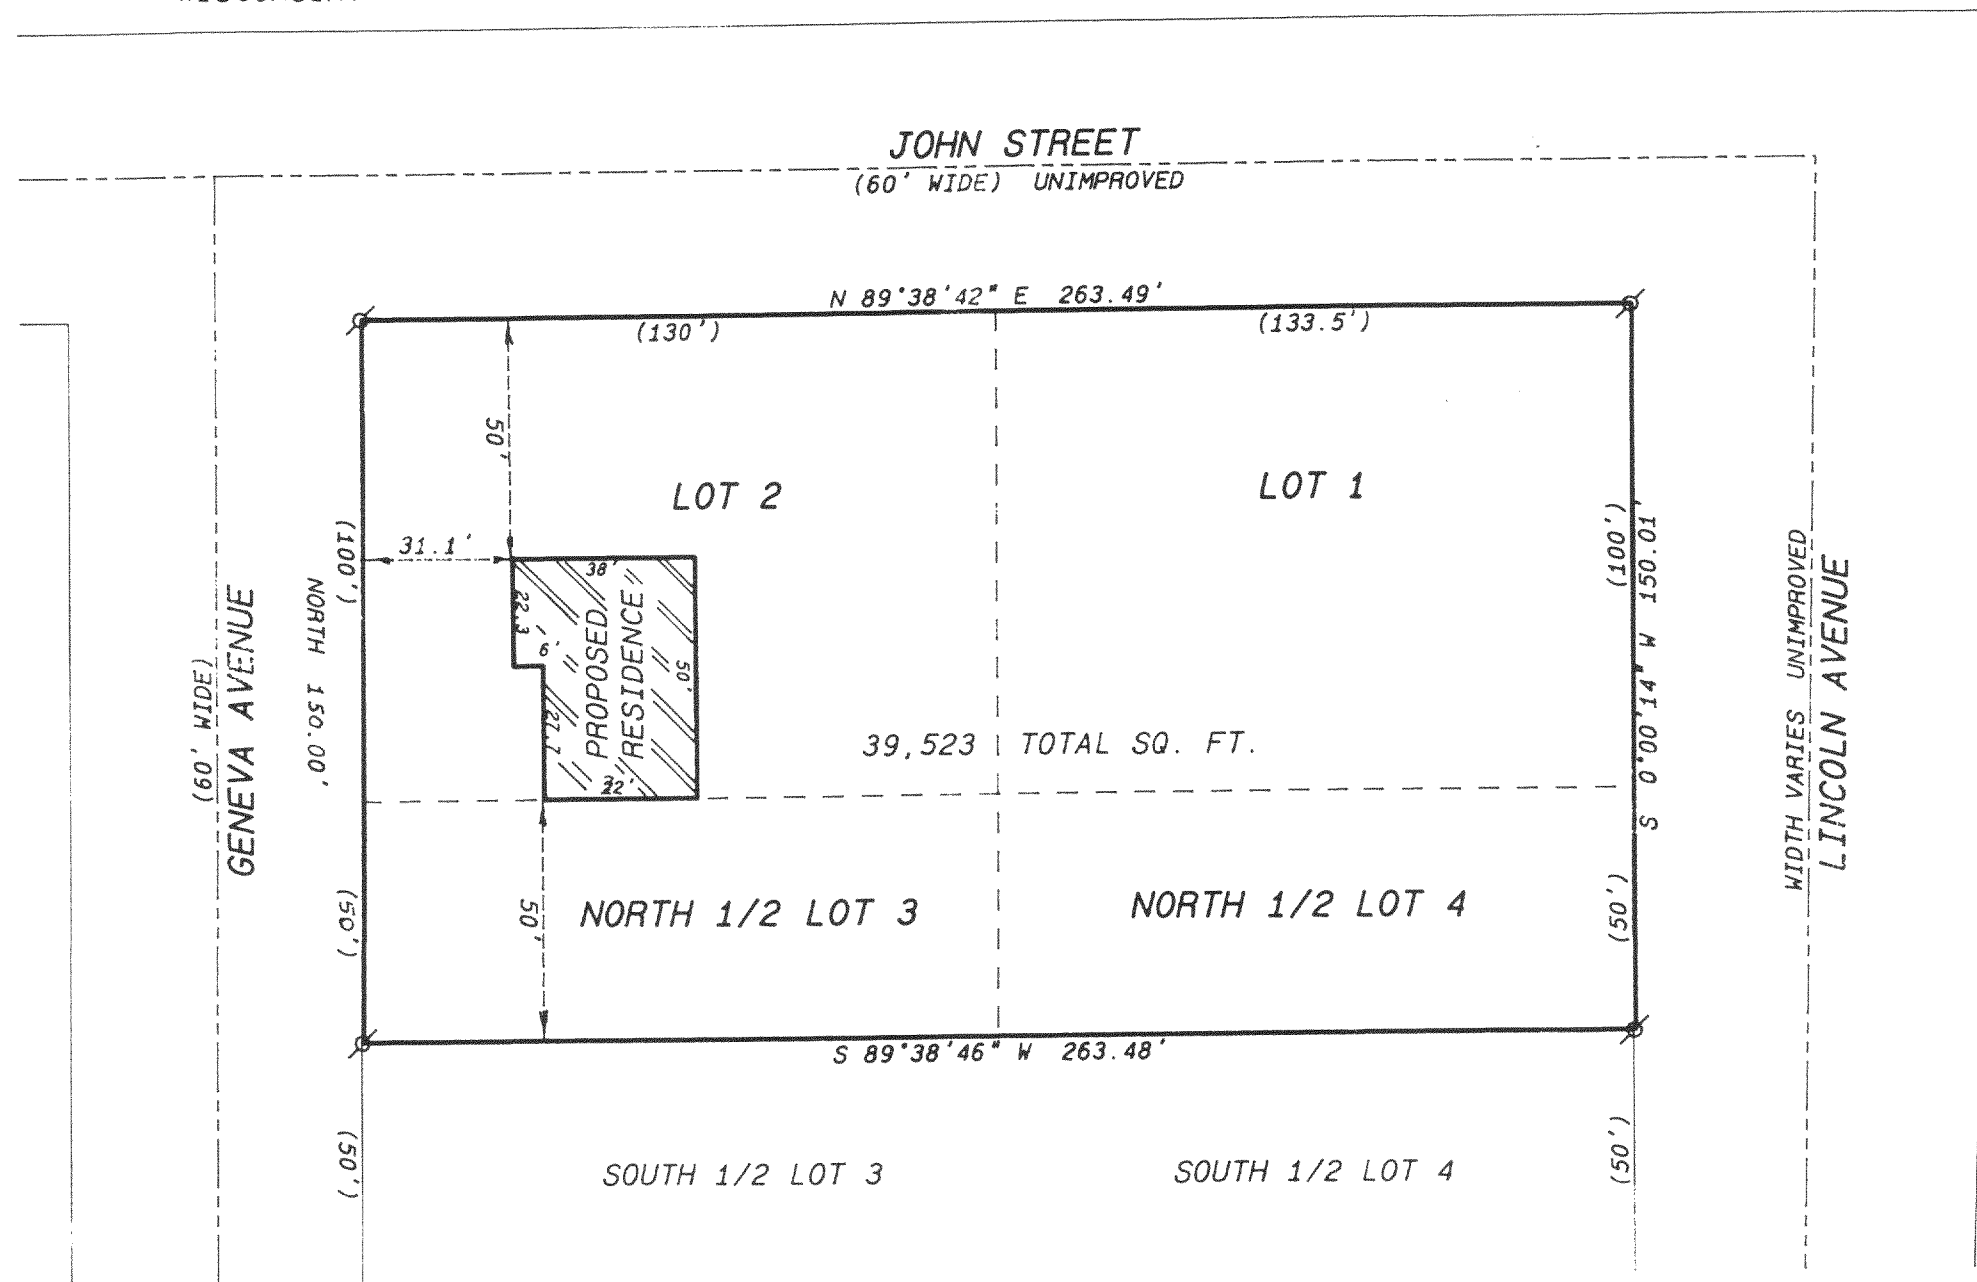 JOHN STREET
(60' WIDE) UNIMPROVED
N 89°38'42" E 263.49'
(130')
(133.5')
50'
LOT 2
LOT 1
31.1'
(100')
(100')
NORTH 150.00'
S 0°00'14" W 150.01'
GENEVA AVENUE
(60' WIDE)
WIDTH VARIES UNIMPROVED
LINCOLN AVENUE
38'
22.3'
6'
PROPOSED
RESIDENCE
50'
27.7'
39,523 TOTAL SQ. FT.
(50')
50'
NORTH 1/2 LOT 3
NORTH 1/2 LOT 4
(50')
S 89°38'46" W 263.48'
(50')
SOUTH 1/2 LOT 3
SOUTH 1/2 LOT 4
(50')